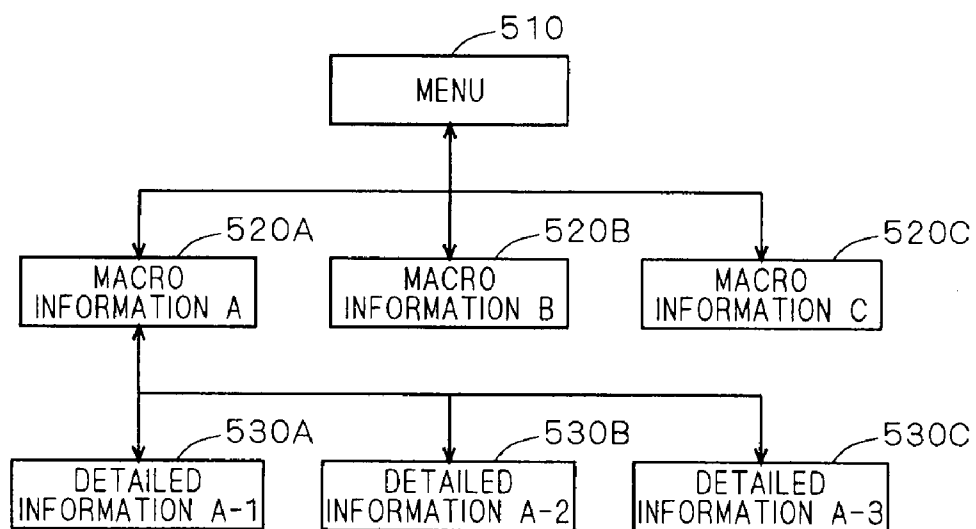 510
MENU
520A
520B
520C
MACRO
INFORMATION A
MACRO
INFORMATION B
MACRO
INFORMATION C
530A
530B
530C
DETAILED
INFORMATION A-1
DETAILED
INFORMATION A-2
DETAILED
INFORMATION A-3